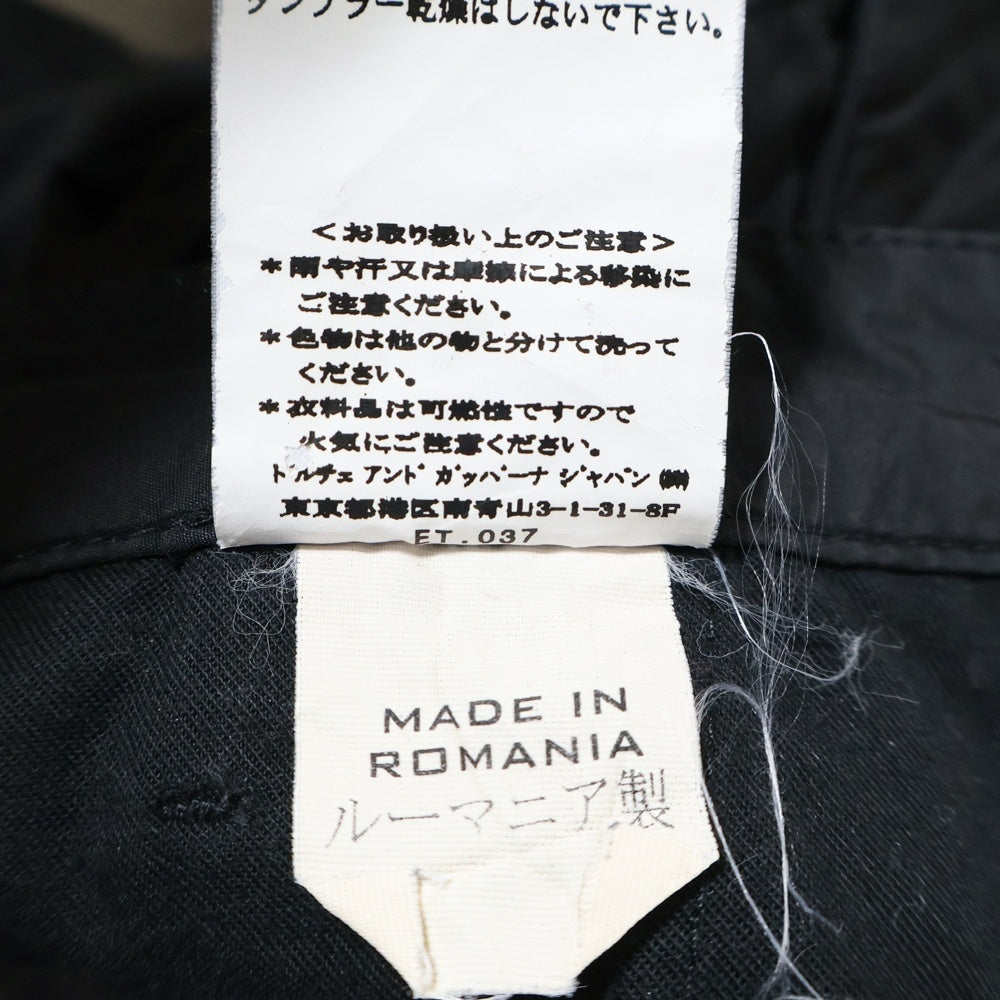 タンブラー乾燥はしないで下さい。
<お取り扱い上のご注意>
*雨や汗又は摩擦による移染に
ご注意ください。
*色物は他の物と分けて洗って
ください。
*衣料品は可燃性ですので
火気にご注意ください。
ドルチェ アンド ガッバーナ ジャパン ㈱
東京都港区南青山3-1-31-8F
ET.037
MADE IN
ROMANIA
ルーマニア製